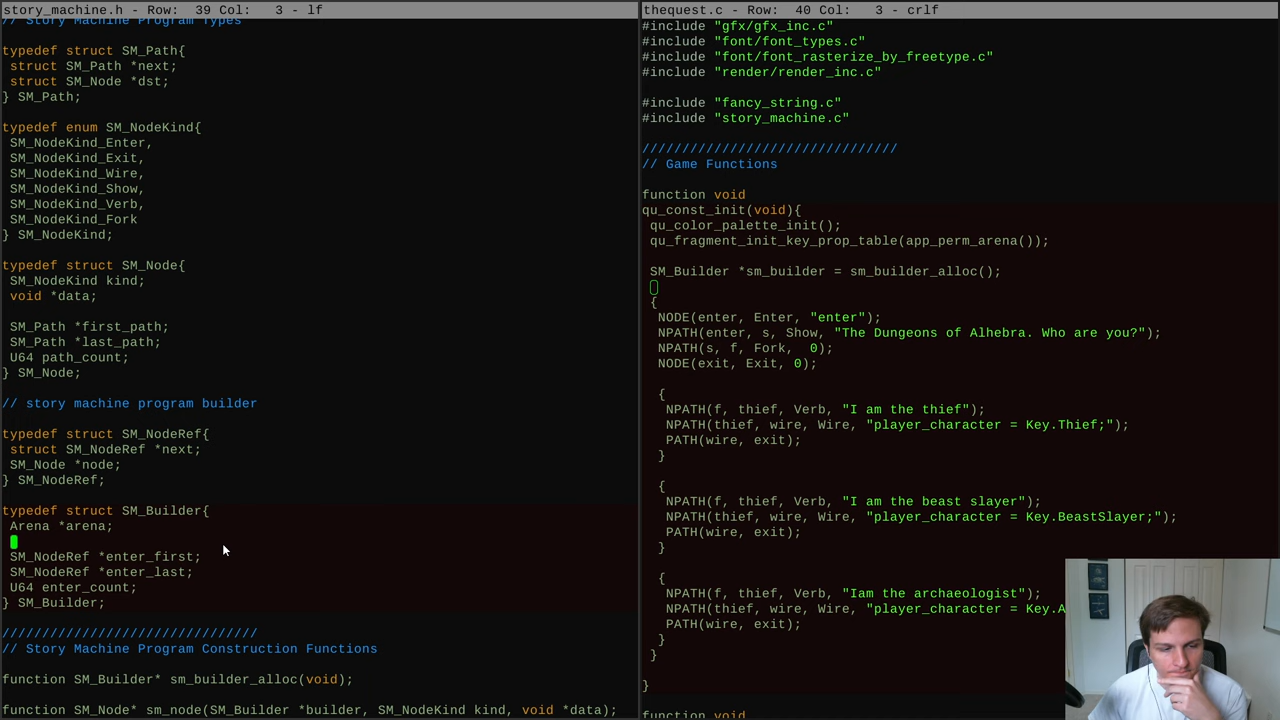 story_machine.h - Row:  39 Col:   3 - lf
// Story Machine Program Types
typedef struct SM_Path{
struct SM_Path *next;
struct SM_Node *dst;
} SM_Path;
typedef enum SM_NodeKind{
SM_NodeKind_Enter,
SM_NodeKind_Exit,
SM_NodeKind_Wire,
SM_NodeKind_Show,
SM_NodeKind_Verb,
SM_NodeKind_Fork
} SM_NodeKind;
typedef struct SM_Node{
SM_NodeKind kind;
void *data;
SM_Path *first_path;
SM_Path *last_path;
U64 path_count;
} SM_Node;
// story machine program builder
typedef struct SM_NodeRef{
struct SM_NodeRef *next;
SM_Node *node;
} SM_NodeRef;
typedef struct SM_Builder{
Arena *arena;
SM_NodeRef *enter_first;
SM_NodeRef *enter_last;
U64 enter_count;
} SM_Builder;
////////////////////////////////
// Story Machine Program Construction Functions
function SM_Builder* sm_builder_alloc(void);
function SM_Node* sm_node(SM_Builder *builder, SM_NodeKind kind, void *data);
thequest.c - Row:  40 Col:   3 - crlf
#include "gfx/gfx_inc.c"
#include "font/font_types.c"
#include "font/font_rasterize_by_freetype.c"
#include "render/render_inc.c"
#include "fancy_string.c"
#include "story_machine.c"
////////////////////////////////
// Game Functions
function void
qu_const_init(void){
qu_color_palette_init();
qu_fragment_init_key_prop_table(app_perm_arena());
SM_Builder *sm_builder = sm_builder_alloc();
{
NODE(enter, Enter, "enter");
NPATH(enter, s, Show, "The Dungeons of Alhebra. Who are you?");
NPATH(s, f, Fork,  0);
NODE(exit, Exit, 0);
{
NPATH(f, thief, Verb, "I am the thief");
NPATH(thief, wire, Wire, "player_character = Key.Thief;");
PATH(wire, exit);
}
{
NPATH(f, thief, Verb, "I am the beast slayer");
NPATH(thief, wire, Wire, "player_character = Key.BeastSlayer;");
PATH(wire, exit);
}
{
NPATH(f, thief, Verb, "Iam the archaeologist");
NPATH(thief, wire, Wire, "player_character = Key.A
PATH(wire, exit);
}
}
}
function void